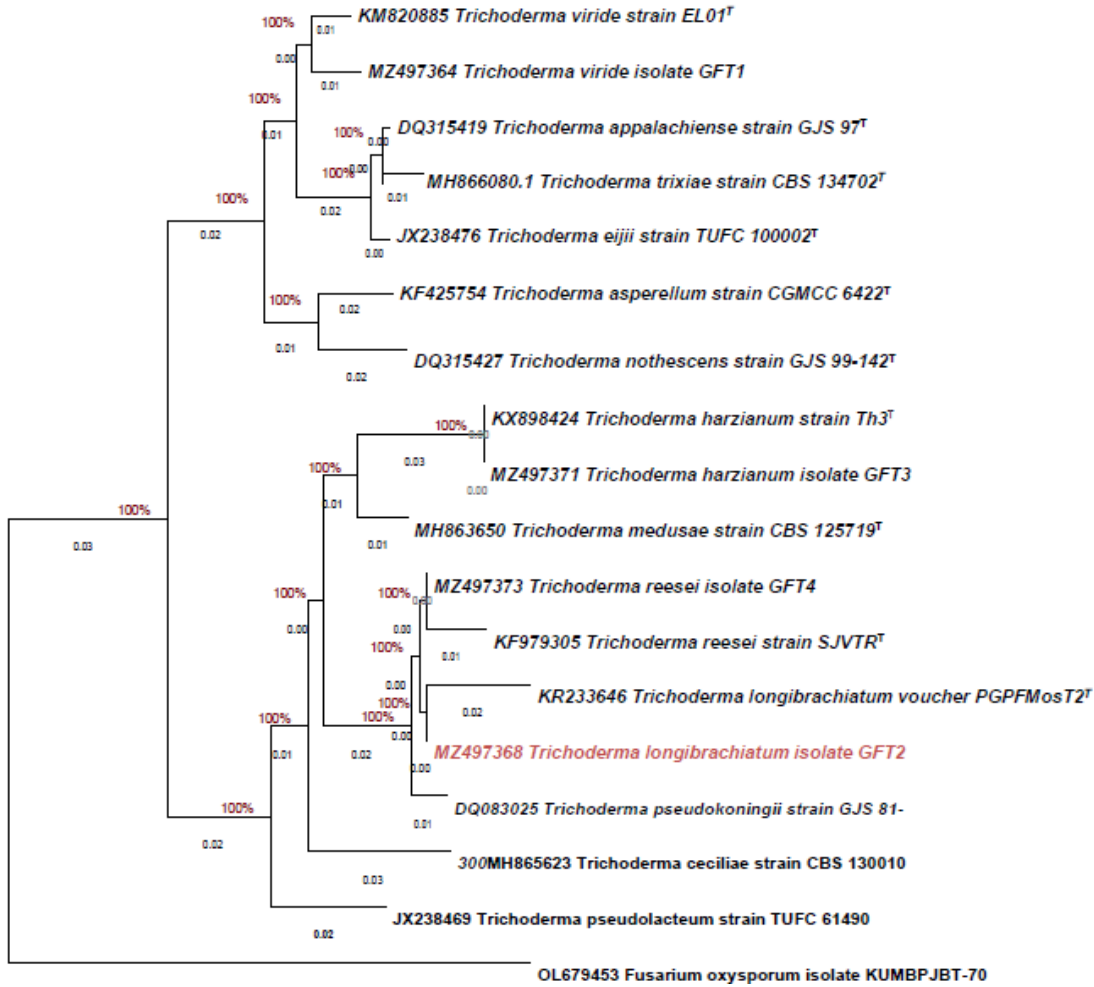 KM820885 Trichoderma viride strain EL01ᵀ
100%
0.01
0.00
MZ497364 Trichoderma viride isolate GFT1
0.01
100%
DQ315419 Trichoderma appalachiense strain GJS 97ᵀ
100%
0.00
0.01
0.00
100%
MH866080.1 Trichoderma trixiae strain CBS 134702ᵀ
0.01
100%
0.02
JX238476 Trichoderma eijii strain TUFC 100002ᵀ
0.02
0.00
KF425754 Trichoderma asperellum strain CGMCC 6422ᵀ
100%
0.02
0.01
DQ315427 Trichoderma nothescens strain GJS 99-142ᵀ
0.02
KX898424 Trichoderma harzianum strain Th3ᵀ
100%
0.00
0.03
100%
MZ497371 Trichoderma harzianum isolate GFT3
0.00
0.01
100%
MH863650 Trichoderma medusae strain CBS 125719ᵀ
0.03
0.01
MZ497373 Trichoderma reesei isolate GFT4
100%
100%
0.00
0.00
0.00
KF979305 Trichoderma reesei strain SJVTRᵀ
0.01
100%
0.00
KR233646 Trichoderma longibrachiatum voucher PGPFMosT2ᵀ
100%
0.02
100%
100%
0.00
0.01
0.02
MZ497368 Trichoderma longibrachiatum isolate GFT2
0.00
DQ083025 Trichoderma pseudokoningii strain GJS 81-
100%
0.01
0.02
300MH865623 Trichoderma ceciliae strain CBS 130010
0.03
JX238469 Trichoderma pseudolacteum strain TUFC 61490
0.02
OL679453 Fusarium oxysporum isolate KUMBPJBT-70